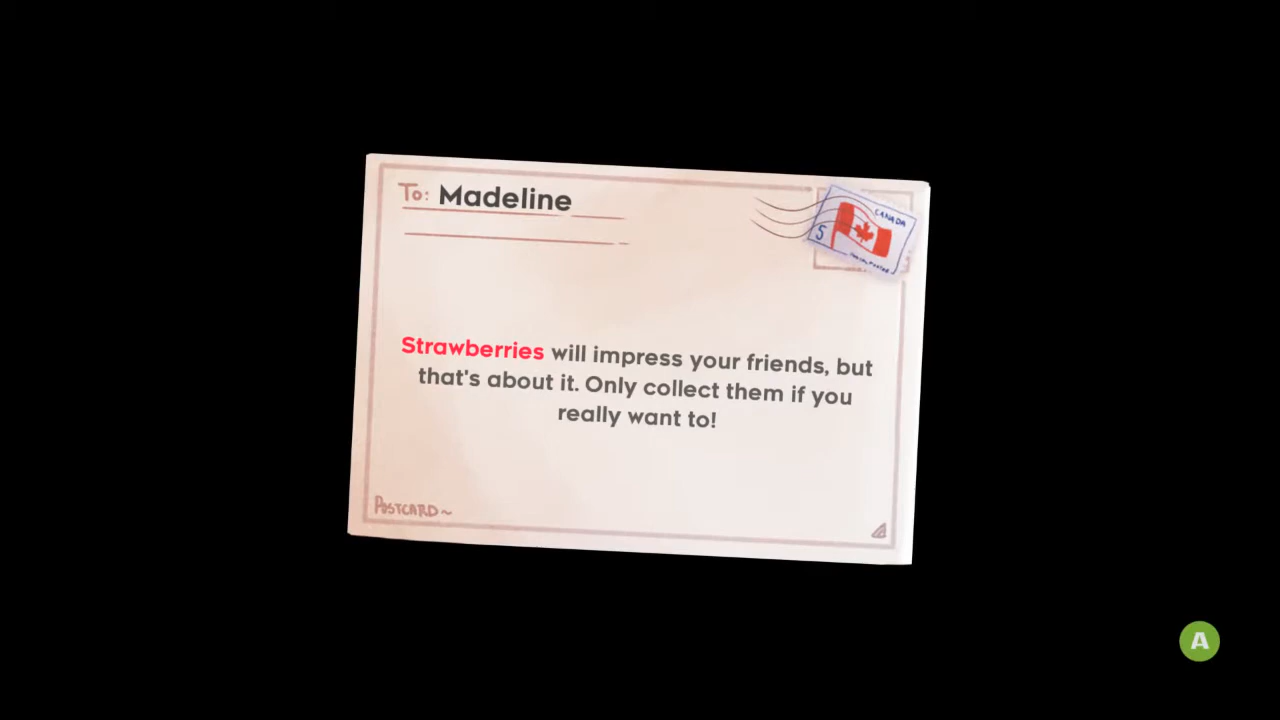 To: Madeline
CANADA
5
Strawberries will impress your friends, but
that's about it. Only collect them if you
really want to!
POSTCARD~
A